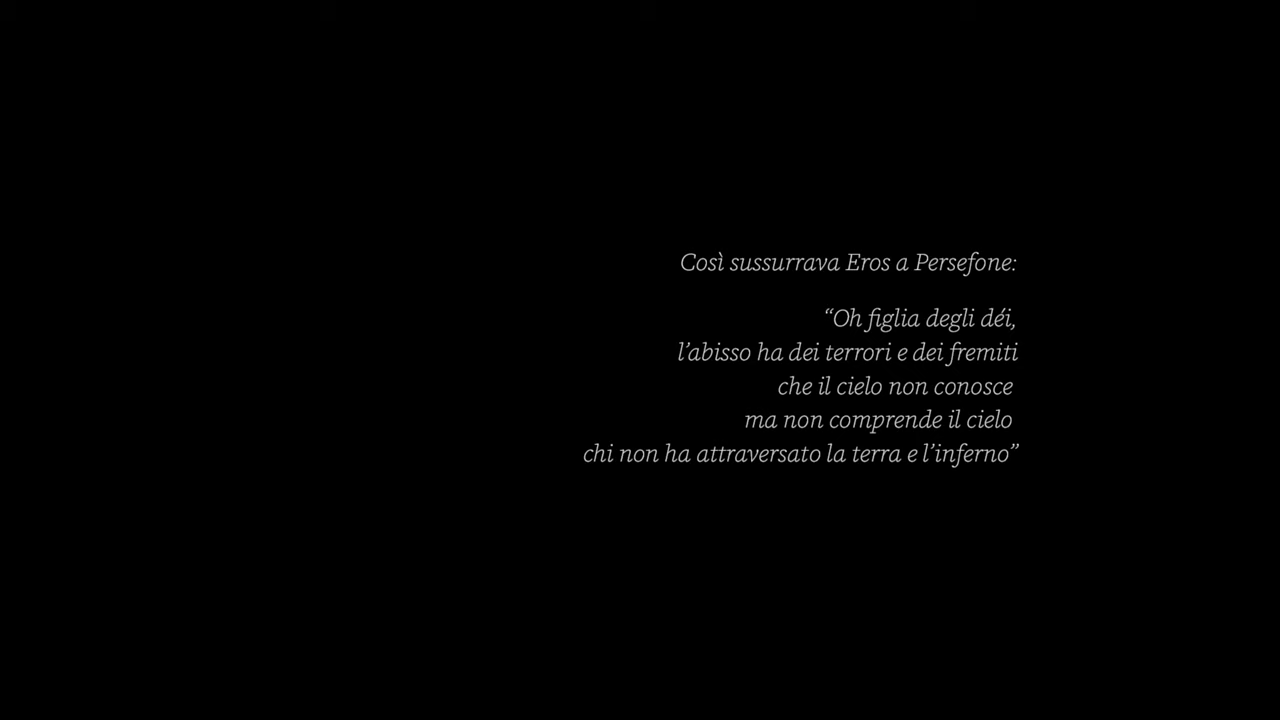 Così sussurrava Eros a Persefone:
“Oh figlia degli déi,
l’abisso ha dei terrori e dei fremiti
che il cielo non conosce
ma non comprende il cielo
chi non ha attraversato la terra e l’inferno”